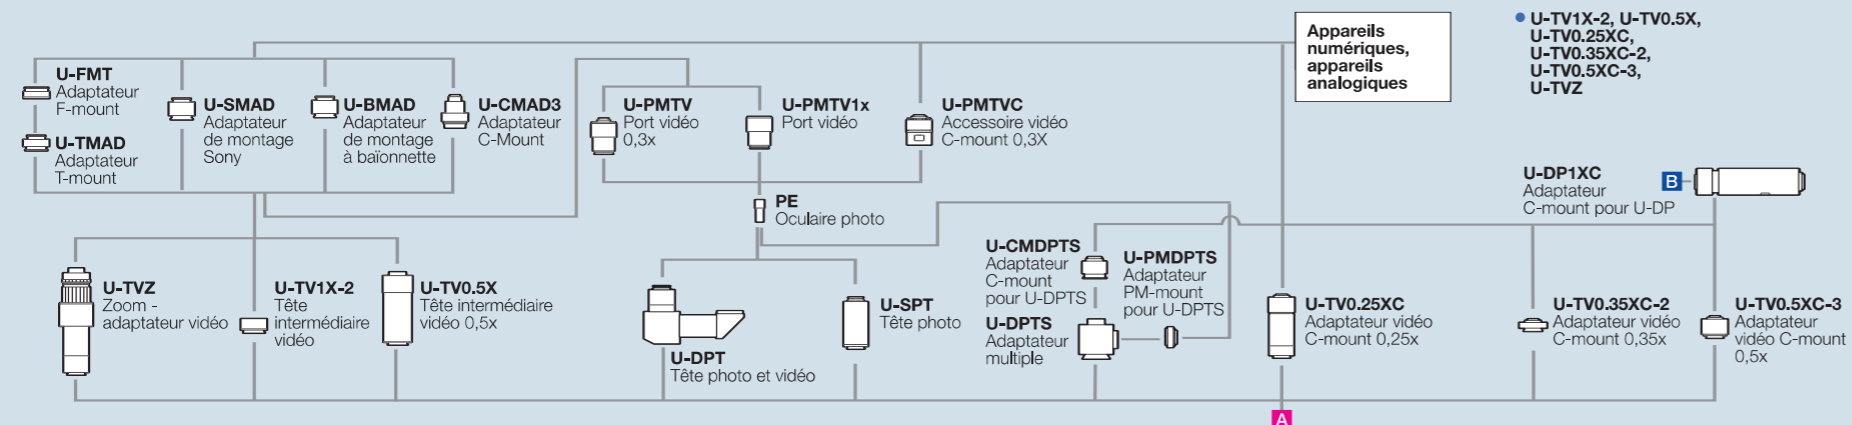 Appareils
numériques,
appareils
analogiques
U-TV1X-2, U-TV0.5X,
U-TV0.25XC,
U-TV0.35XC-2,
U-TV0.5XC-3,
U-TVZ
U-FMT
Adaptateur
F-mount
U-TMAD
Adaptateur
T-mount
U-SMAD
Adaptateur
de montage
Sony
U-BMAD
Adaptateur
de montage
à baïonnette
U-CMAD3
Adaptateur
C-Mount
U-PMTV
Port vidéo
0,3x
U-PMTV1x
Port vidéo
U-PMTVC
Accessoire vidéo
C-mount 0,3X
PE
Oculaire photo
U-DP1XC
Adaptateur
C-mount pour U-DP
B
U-TVZ
Zoom -
adaptateur vidéo
U-TV1X-2
Tête
intermédiaire
vidéo
U-TV0.5X
Tête intermédiaire
vidéo 0,5x
U-DPT
Tête photo et vidéo
U-SPT
Tête photo
U-CMDPTS
Adaptateur
C-mount
pour U-DPTS
U-PMDPTS
Adaptateur
PM-mount
pour U-DPTS
U-DPTS
Adaptateur
multiple
U-TV0.25XC
Adaptateur vidéo
C-mount 0,25x
U-TV0.35XC-2
Adaptateur vidéo
C-mount 0,35x
U-TV0.5XC-3
Adaptateur
vidéo C-mount
0,5x
A